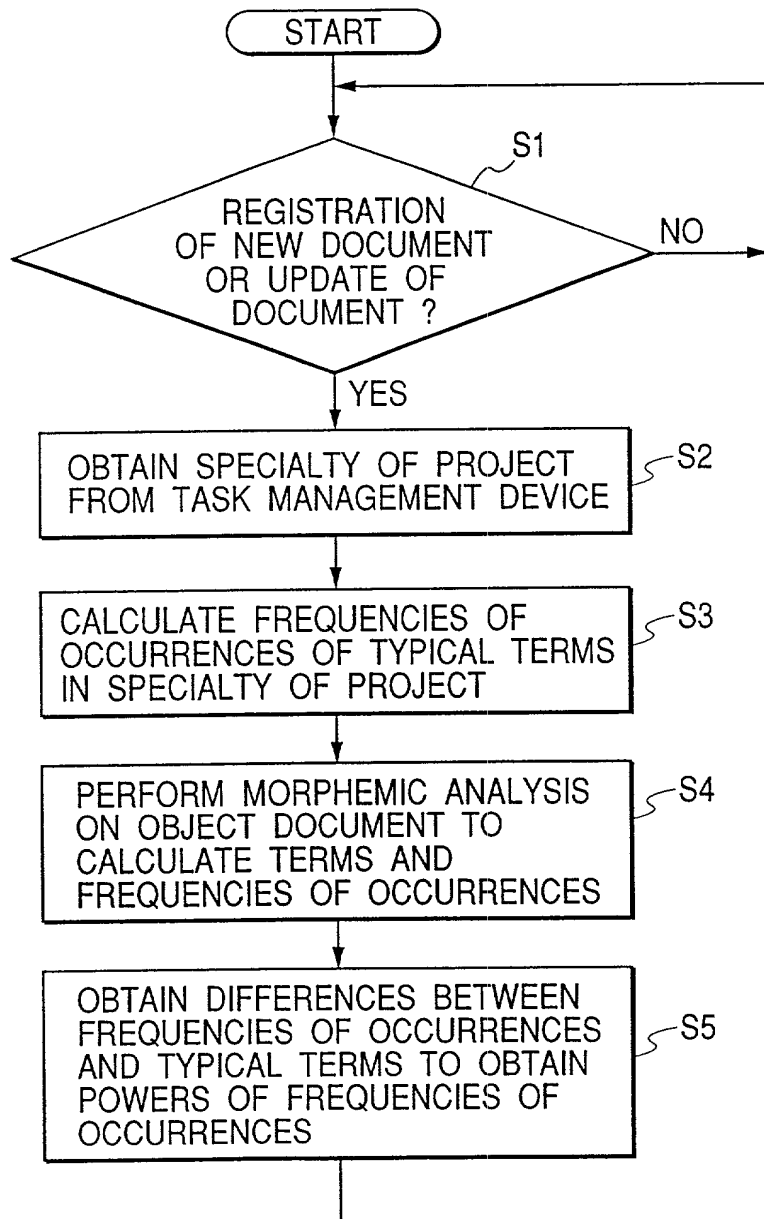 START
S1
REGISTRATION
OF NEW DOCUMENT
OR UPDATE OF
DOCUMENT ?
NO
YES
OBTAIN SPECIALTY OF PROJECT
FROM TASK MANAGEMENT DEVICE
S2
CALCULATE FREQUENCIES OF
OCCURRENCES OF TYPICAL TERMS
IN SPECIALTY OF PROJECT
S3
PERFORM MORPHEMIC ANALYSIS
ON OBJECT DOCUMENT TO
CALCULATE TERMS AND
FREQUENCIES OF OCCURRENCES
S4
OBTAIN DIFFERENCES BETWEEN
FREQUENCIES OF OCCURRENCES
AND TYPICAL TERMS TO OBTAIN
POWERS OF FREQUENCIES OF
OCCURRENCES
S5